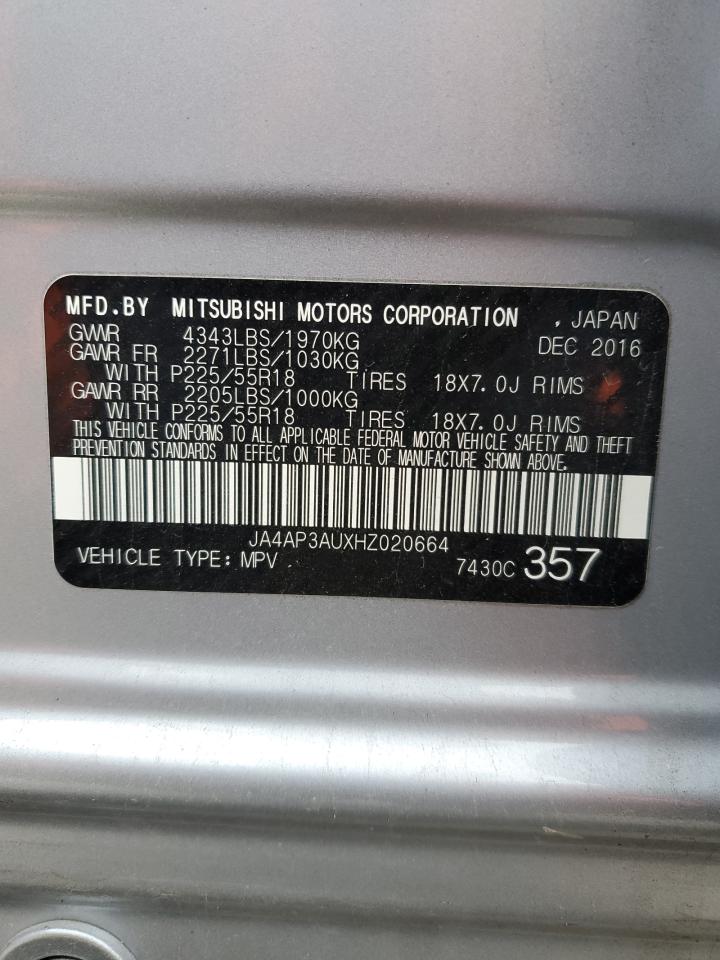 MFD.BY MITSUBISHI MOTORS CORPORATION , JAPAN
GVWR 4343LBS/1970KG DEC 2016
GAWR FR 2271LBS/1030KG
WITH P225/55R18 TIRES 18X7.0J RIMS
GAWR RR 2205LBS/1000KG
WITH P225/55R18 TIRES 18X7.0J RIMS
THIS VEHICLE CONFORMS TO ALL APPLICABLE FEDERAL MOTOR VEHICLE SAFETY AND THEFT
PREVENTION STANDARDS IN EFFECT ON THE DATE OF MANUFACTURE SHOWN ABOVE.
JA4AP3AUXHZ020664
VEHICLE TYPE: MPV 7430C 357